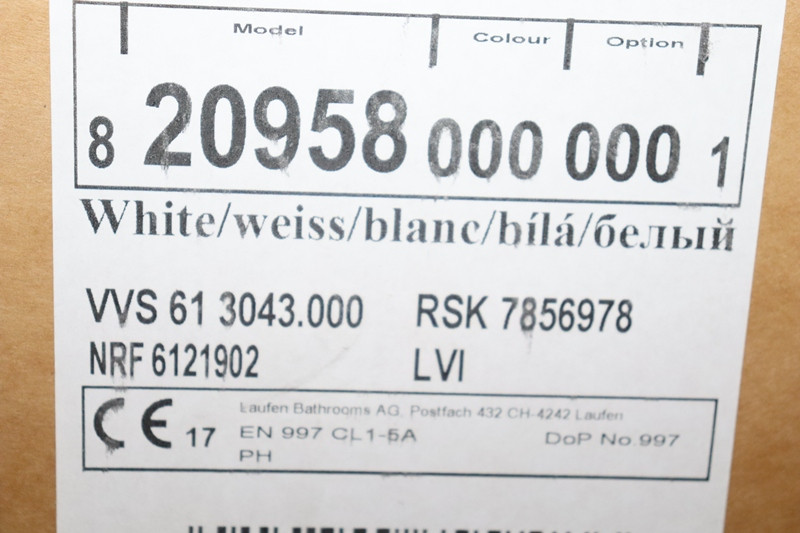 Model Colour Option
8 20958 000 000 1
White/weiss/blanc/bílá/белый
VVS 61 3043.000 RSK 7856978
NRF 6121902 LVI
CE 17 Laufen Bathrooms AG, Postfach 432 CH-4242 Laufen
EN 997 CL1-5A DoP No.997
PH